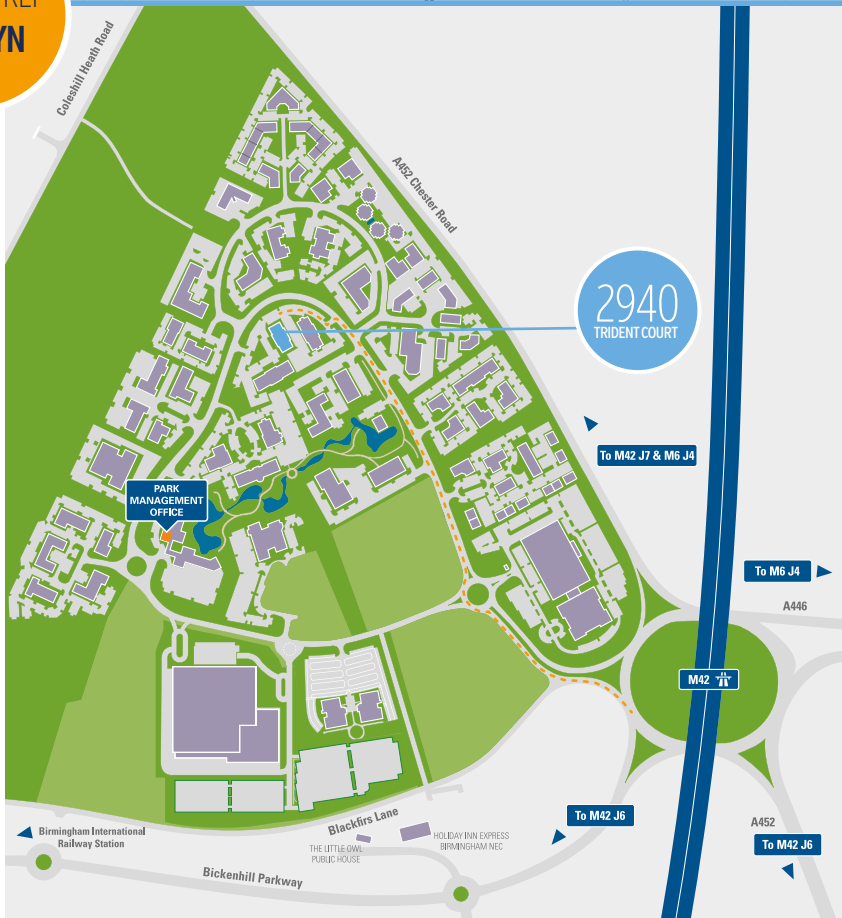 YN
Coleshill Heath Road
A452 Chester Road
2940
TRIDENT COURT
To M42 J7 & M6 J4
PARK
MANAGEMENT
OFFICE
To M6 J4
A446
M42
To M42 J6
A452
To M42 J6
Blackfirs Lane
Birmingham International
Railway Station
HOLIDAY INN EXPRESS
BIRMINGHAM NEC
THE LITTLE OWL
PUBLIC HOUSE
Bickenhill Parkway